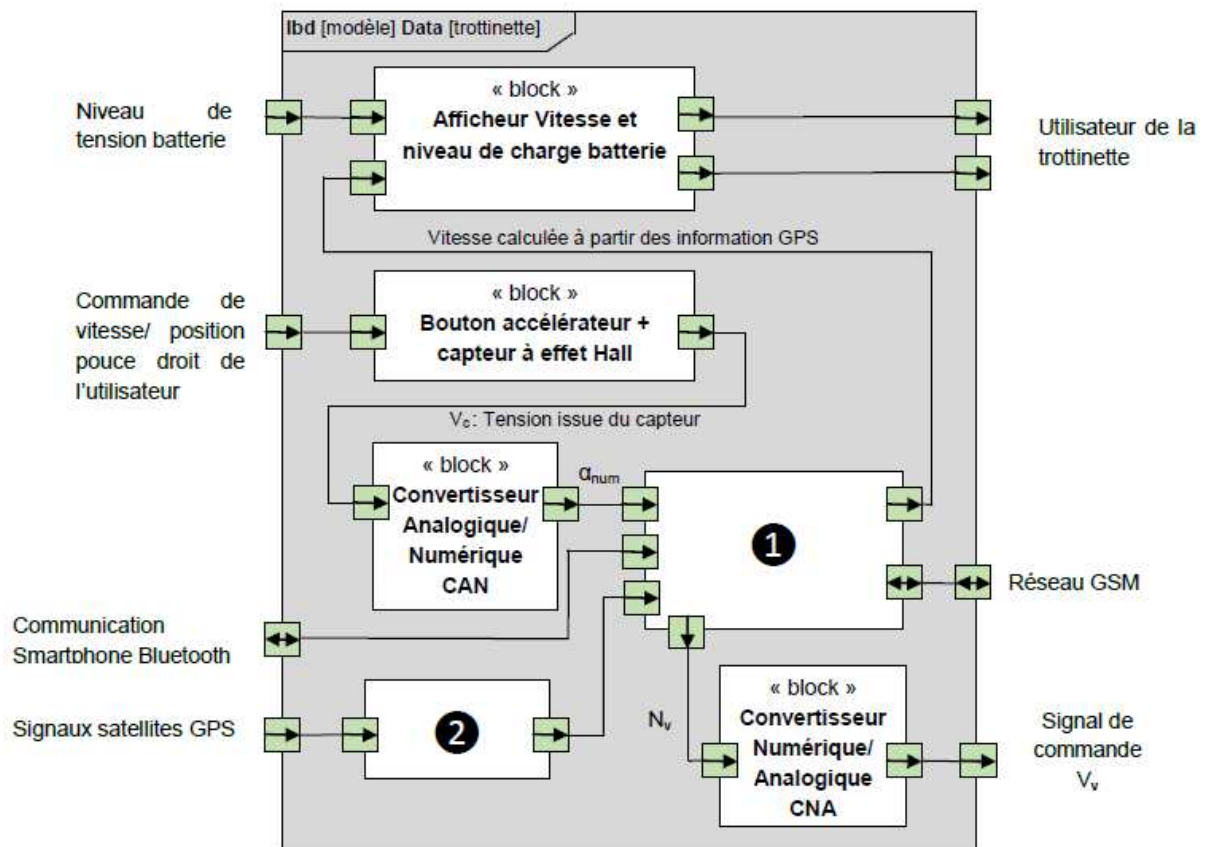 Ibd [modèle] Data [trottinette]
« block »
Afficheur Vitesse et
niveau de charge batterie
Niveau de
tension batterie
Utilisateur de la
trottinette
Vitesse calculée à partir des information GPS
« block »
Bouton accélérateur +
capteur à effet Hall
Commande de
vitesse/ position
pouce droit de
l'utilisateur
Vc : Tension issue du capteur
« block »
Convertisseur
Analogique/
Numérique
CAN
αnum
1
Réseau GSM
Communication
Smartphone Bluetooth
Signaux satellites GPS
2
Nv
« block »
Convertisseur
Numérique/
Analogique
CNA
Signal de
commande
Vv